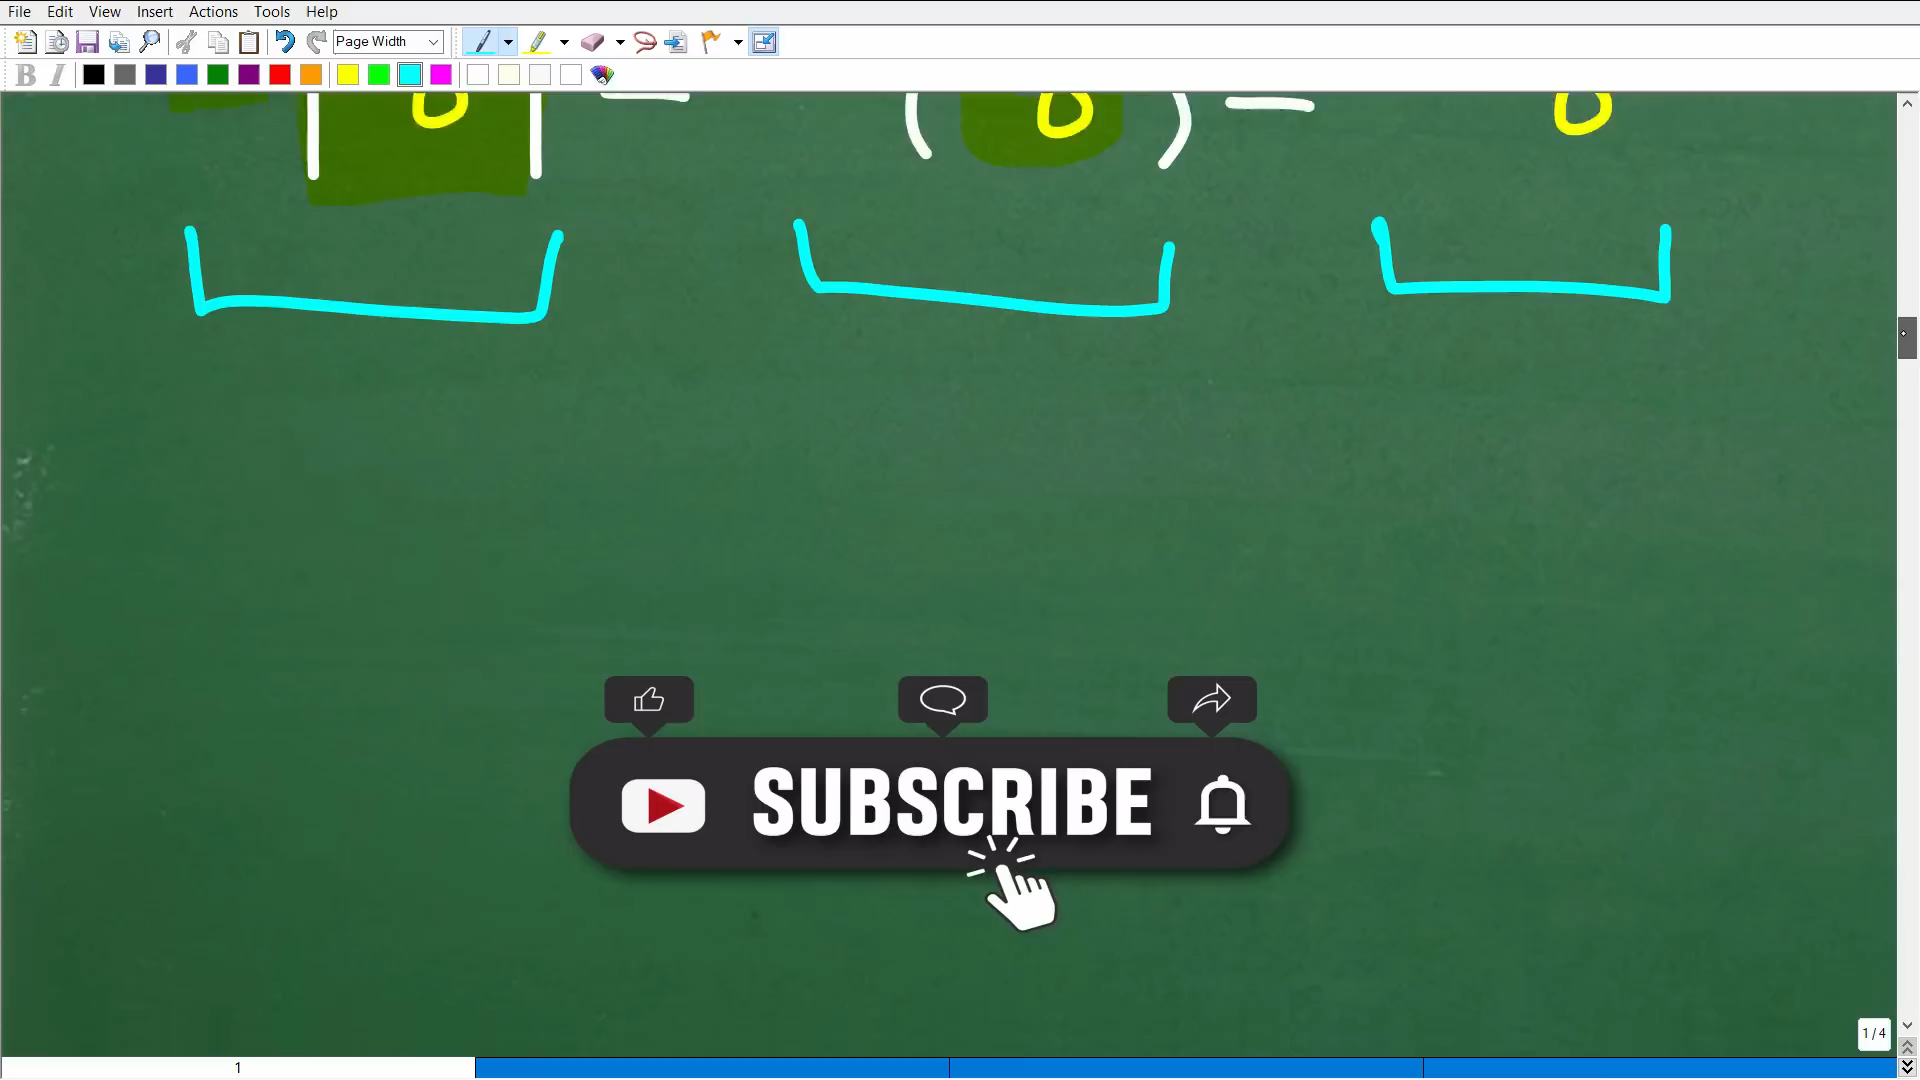 File Edit View Insert Actions Tools Help
Page Width
B I
SUBSCRIBE
1 / 4
1